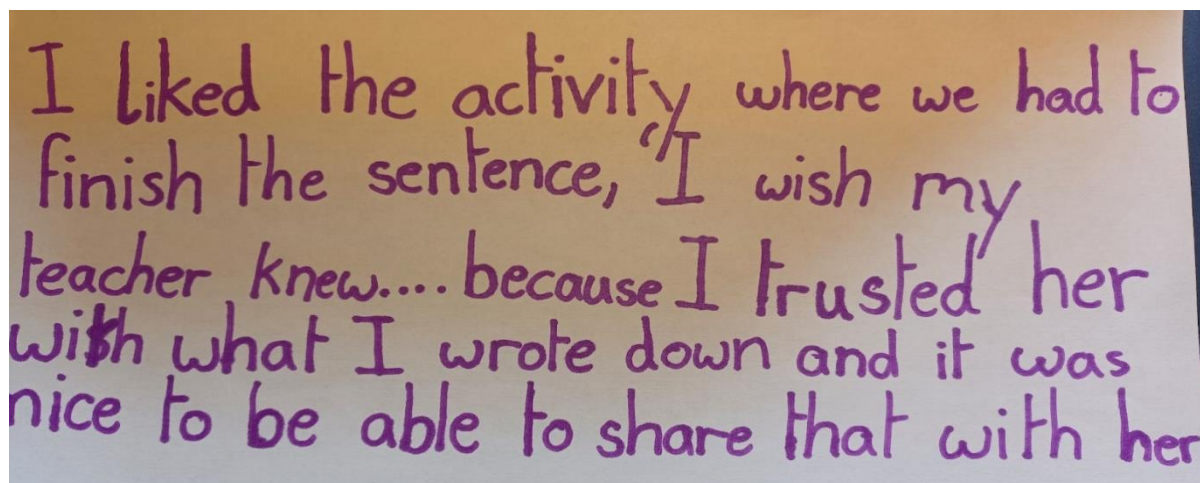 I liked the activity where we had to
finish the sentence, "I wish my
teacher knew.... because I trusted her
with what I wrote down and it was
nice to be able to share that with her